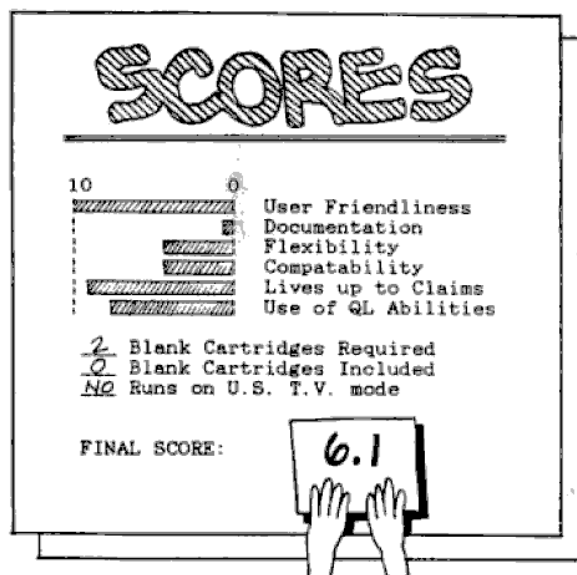 SCORES
10 0
User Friendliness
Documentation
Flexibility
Compatability
Lives up to Claims
Use of QL Abilities
2 Blank Cartridges Required
0 Blank Cartridges Included
NO Runs on U.S. T.V. mode
FINAL SCORE: 6.1